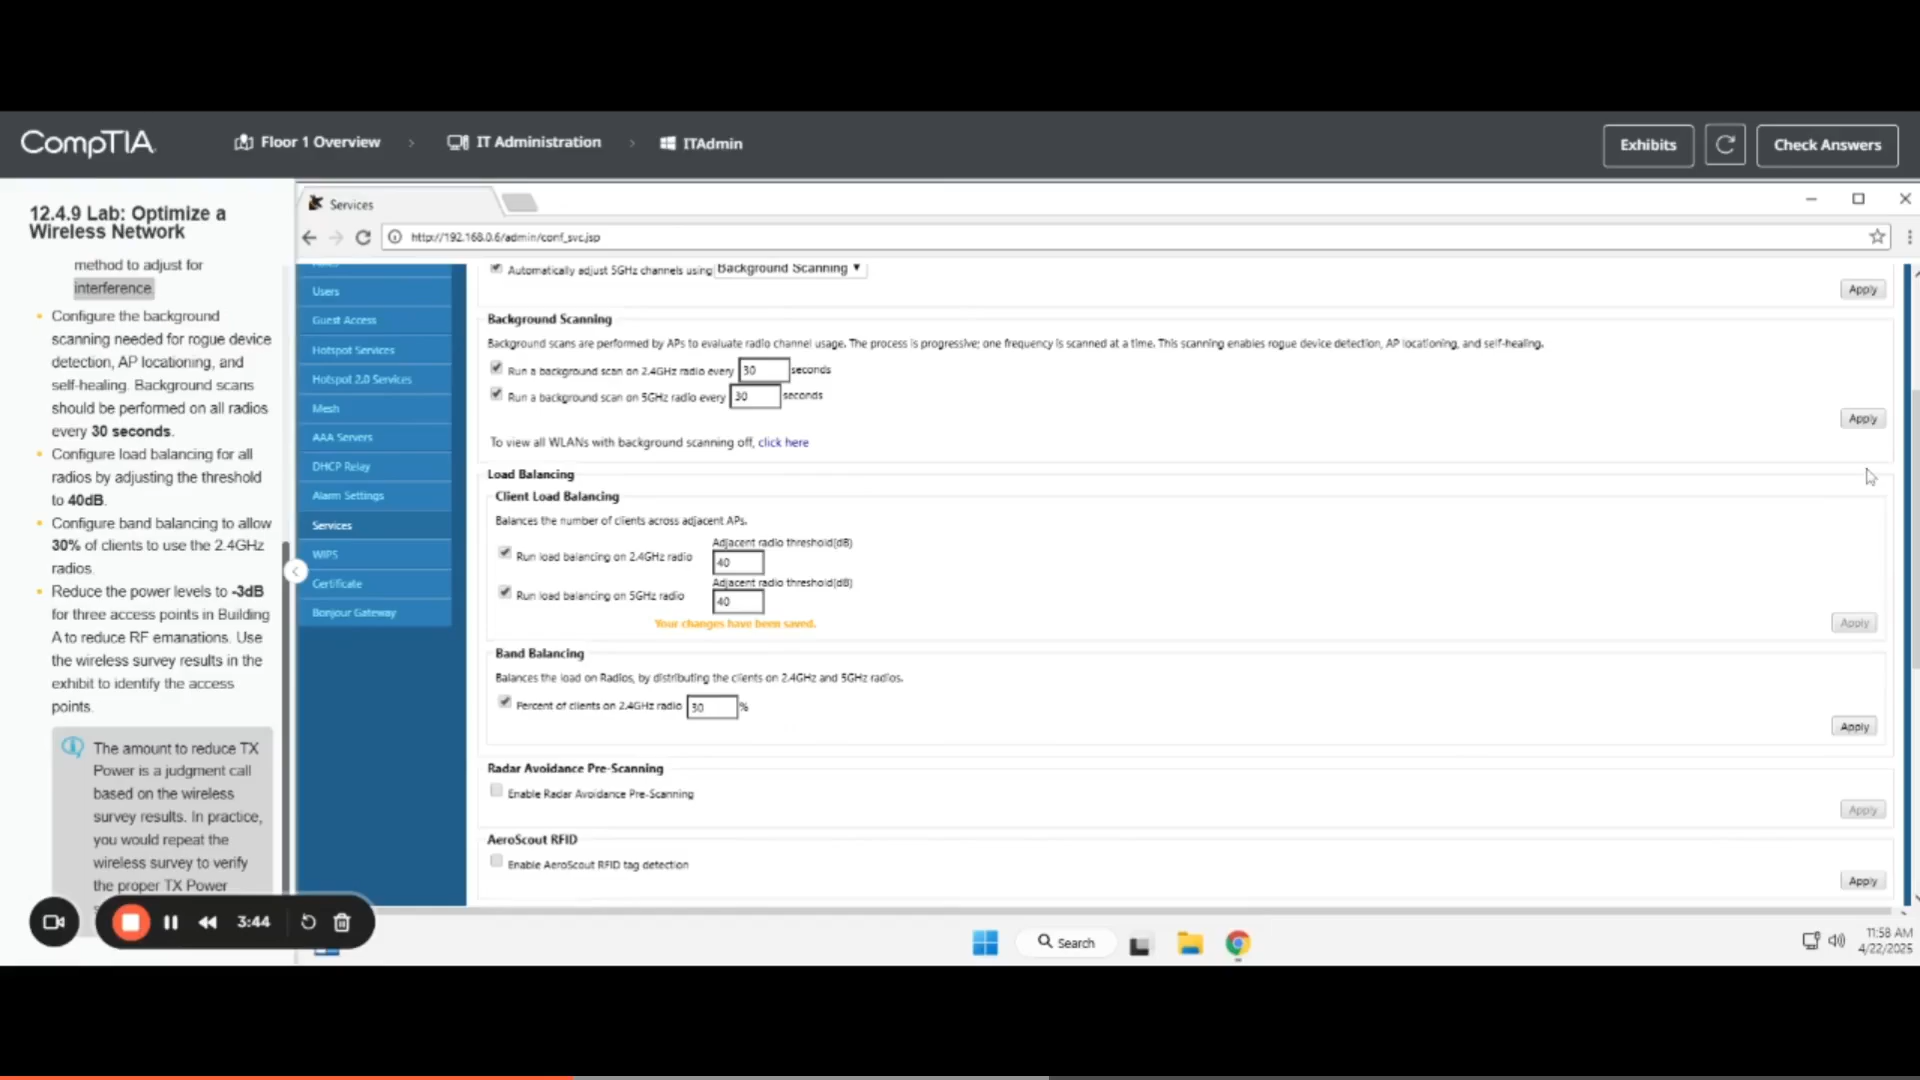 CompTIA
Floor 1 Overview
>
IT Administration
>
ITAdmin
Exhibits
Check Answers
12.4.9 Lab: Optimize a
Wireless Network
method to adjust for
interference.
• Configure the background
scanning needed for rogue device
detection, AP locationing, and
self-healing. Background scans
should be performed on all radios
every 30 seconds.
• Configure load balancing for all
radios by adjusting the threshold
to 40dB.
• Configure band balancing to allow
30% of clients to use the 2.4GHz
radios.
• Reduce the power levels to -3dB
for three access points in Building
A to reduce RF emanations. Use
the wireless survey results in the
exhibit to identify the access
points.
The amount to reduce TX
Power is a judgment call
based on the wireless
survey results. In practice,
you would repeat the
wireless survey to verify
the proper TX Power
3:44
Services
http://192.168.0.6/admin/conf_svc.jsp
Users
Guest Access
Hotspot Services
Hotspot 2.0 Services
Mesh
AAA Servers
DHCP Relay
Alarm Settings
Services
WIPS
Certificate
Bonjour Gateway
Automatically adjust 5GHz channels using Background Scanning
Apply
Background Scanning
Background scans are performed by APs to evaluate radio channel usage. The process is progressive; one frequency is scanned at a time. This scanning enables rogue device detection, AP locationing, and self-healing.
Run a background scan on 2.4GHz radio every 30 seconds
Run a background scan on 5GHz radio every 30 seconds
Apply
To view all WLANs with background scanning off, click here
Load Balancing
Client Load Balancing
Balances the number of clients across adjacent APs.
Adjacent radio threshold(dB)
Run load balancing on 2.4GHz radio 40
Adjacent radio threshold(dB)
Run load balancing on 5GHz radio 40
Your changes have been saved.
Apply
Band Balancing
Balances the load on Radios, by distributing the clients on 2.4GHz and 5GHz radios.
Percent of clients on 2.4GHz radio 30 %
Apply
Radar Avoidance Pre-Scanning
Enable Radar Avoidance Pre-Scanning
Apply
AeroScout RFID
Enable AeroScout RFID tag detection
Apply
Search
11:58 AM
4/22/2025